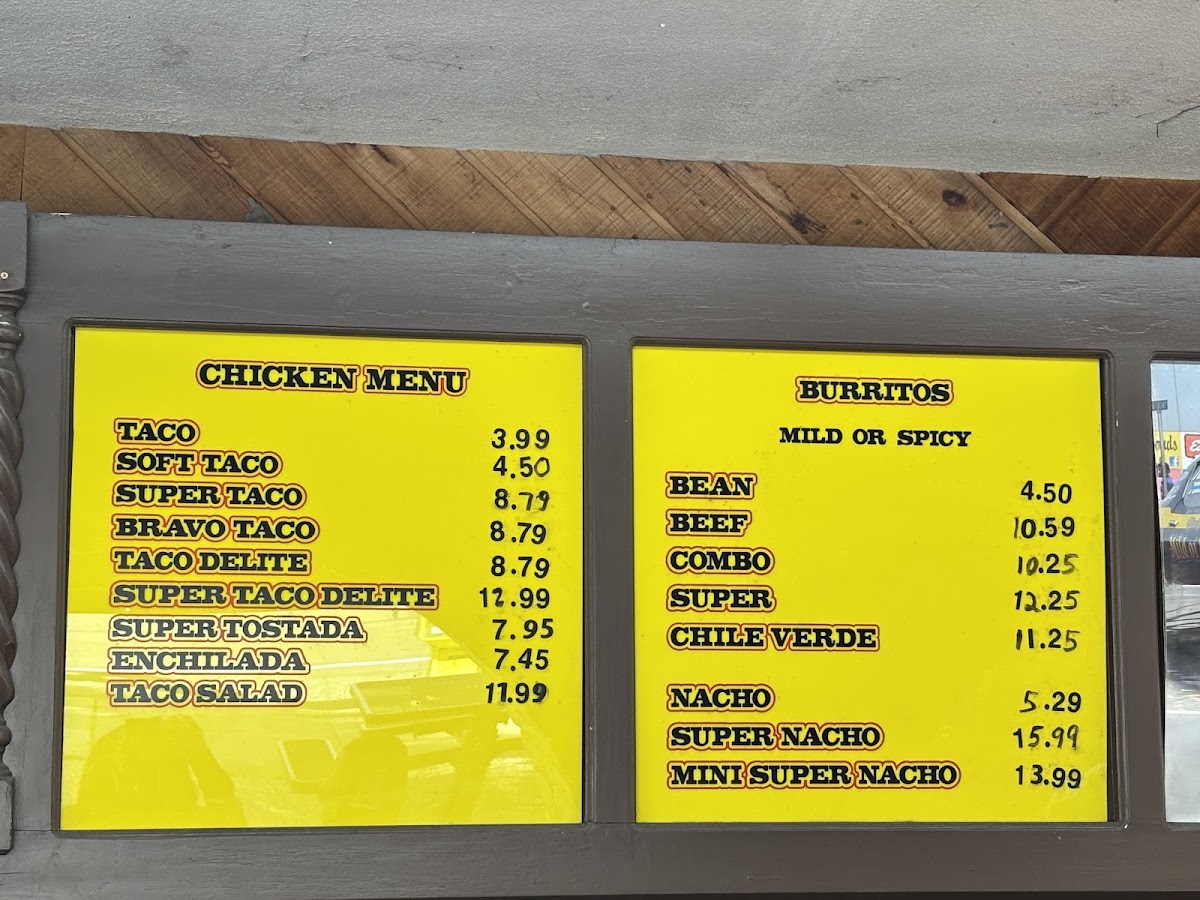 CHICKEN MENU
TACO 3.99
SOFT TACO 4.50
SUPER TACO 8.79
BRAVO TACO 8.79
TACO DELITE 8.79
SUPER TACO DELITE 12.99
SUPER TOSTADA 7.95
ENCHILADA 7.45
TACO SALAD 11.99
BURRITOS
MILD OR SPICY
BEAN 4.50
BEEF 10.59
COMBO 10.25
SUPER 12.25
CHILE VERDE 11.25
NACHO 5.29
SUPER NACHO 15.99
MINI SUPER NACHO 13.99